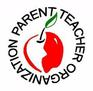 PARENT TEACHER ORGANIZATION